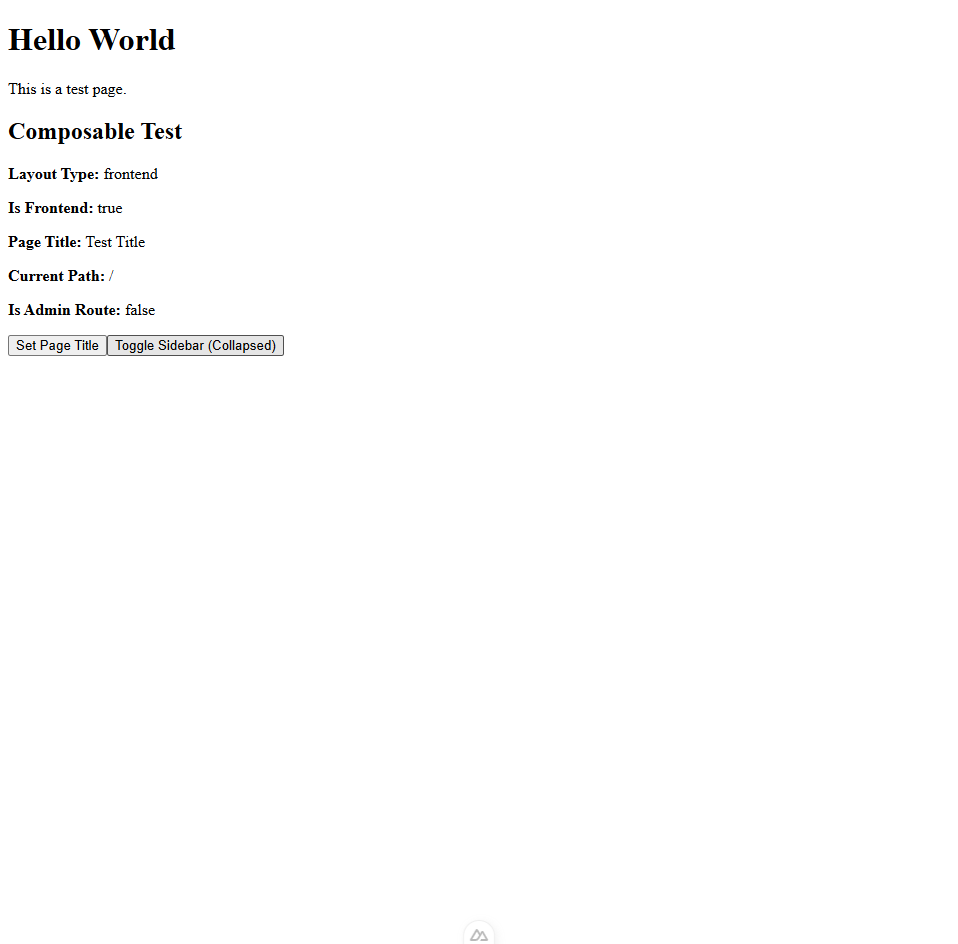 Hello World
This is a test page.
Composable Test
Layout Type: frontend
Is Frontend: true
Page Title: Test Title
Current Path: /
Is Admin Route: false
Set Page Title Toggle Sidebar (Collapsed)